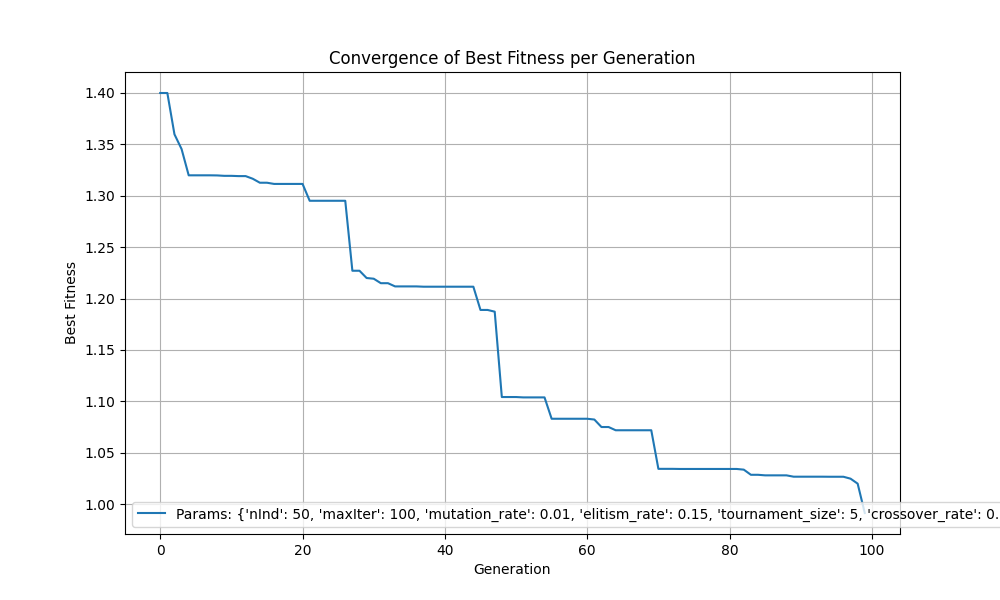 Convergence of Best Fitness per Generation
1.40
1.35
1.30
1.25
1.20
1.15
1.10
1.05
1.00
Best Fitness
Params: {'nInd': 50, 'maxIter': 100, 'mutation_rate': 0.01, 'elitism_rate': 0.15, 'tournament_size': 5, 'crossover_rate': 0.
0 20 40 60 80 100
Generation